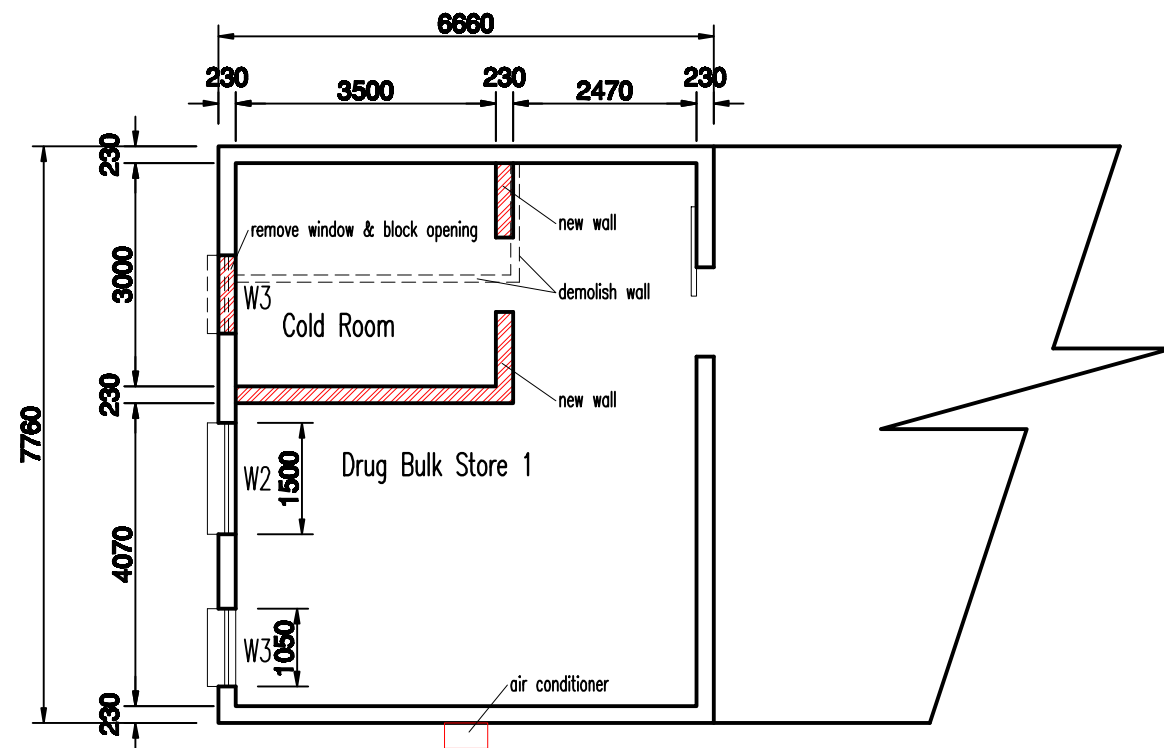 6660
230
230
230
3500
2470
230
new wall
remove window & block opening
3000
W3
demolish wall
Cold Room
230
new wall
7760
W2
1500
Drug Bulk Store 1
4070
W3
1050
air conditioner
230